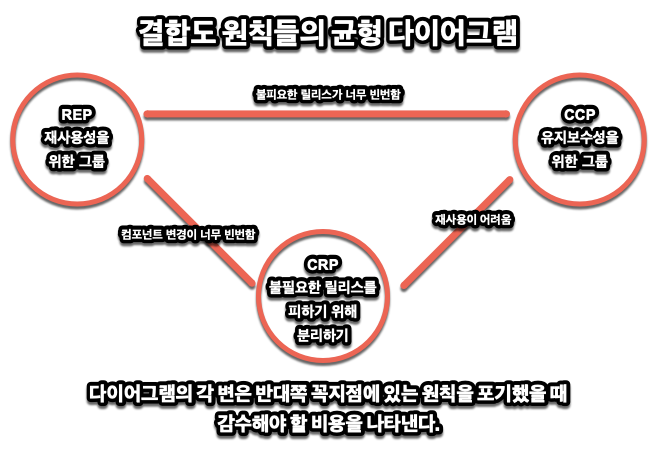 결합도 원칙들의 균형 다이어그램
불피요한 릴리스가 너무 빈번함
REP
재사용성을
위한 그룹
CCP
유지보수성을
위한 그룹
컴포넌트 변경이 너무 빈번함
재사용이 어려움
CRP
불필요한 릴리스를
피하기 위해
분리하기
다이어그램의 각 변은 반대쪽 꼭지점에 있는 원칙을 포기했을 때
감수해야 할 비용을 나타낸다.